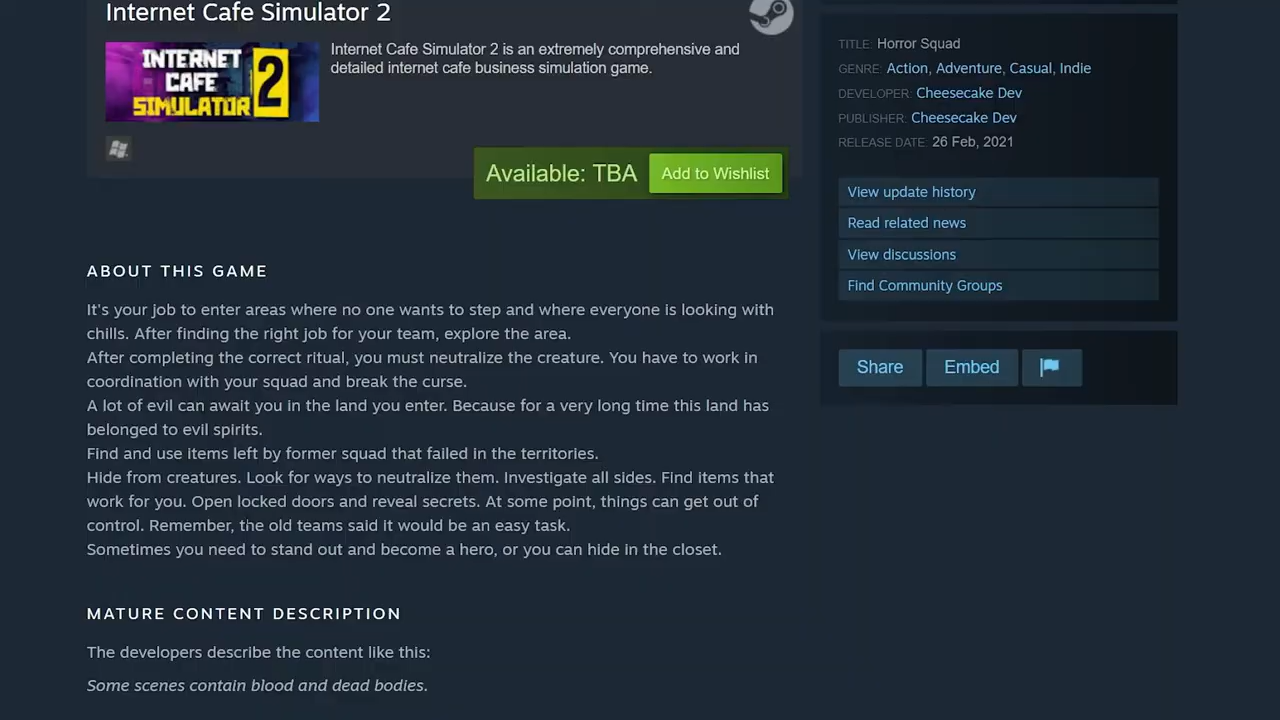 Internet Cafe Simulator 2
INTERNET
CAFE
SIMULATOR 2
Internet Cafe Simulator 2 is an extremely comprehensive and
detailed internet cafe business simulation game.
Available: TBA
Add to Wishlist
ABOUT THIS GAME
It's your job to enter areas where no one wants to step and where everyone is looking with
chills. After finding the right job for your team, explore the area.
After completing the correct ritual, you must neutralize the creature. You have to work in
coordination with your squad and break the curse.
A lot of evil can await you in the land you enter. Because for a very long time this land has
belonged to evil spirits.
Find and use items left by former squad that failed in the territories.
Hide from creatures. Look for ways to neutralize them. Investigate all sides. Find items that
work for you. Open locked doors and reveal secrets. At some point, things can get out of
control. Remember, the old teams said it would be an easy task.
Sometimes you need to stand out and become a hero, or you can hide in the closet.
MATURE CONTENT DESCRIPTION
The developers describe the content like this:
Some scenes contain blood and dead bodies.
TITLE: Horror Squad
GENRE: Action, Adventure, Casual, Indie
DEVELOPER: Cheesecake Dev
PUBLISHER: Cheesecake Dev
RELEASE DATE: 26 Feb, 2021
View update history
Read related news
View discussions
Find Community Groups
Share
Embed